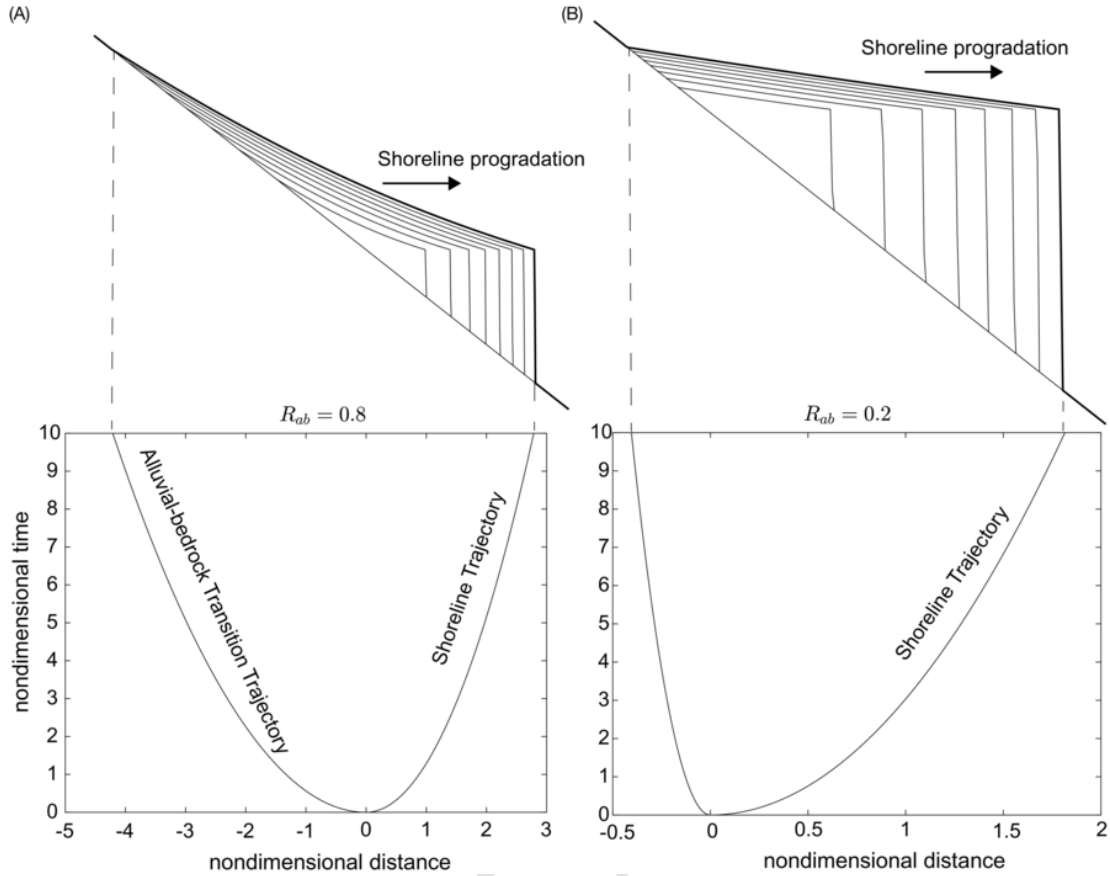 (A)
Shoreline progradation
R_ab = 0.8
10
9
8
7
6
5
4
3
2
1
0
nondimensional time
Alluvial-bedrock Transition Trajectory
Shoreline Trajectory
-5 -4 -3 -2 -1 0 1 2 3
nondimensional distance
(B)
Shoreline progradation
R_ab = 0.2
10
9
8
7
6
5
4
3
2
1
0
Shoreline Trajectory
-0.5 0 0.5 1 1.5 2
nondimensional distance